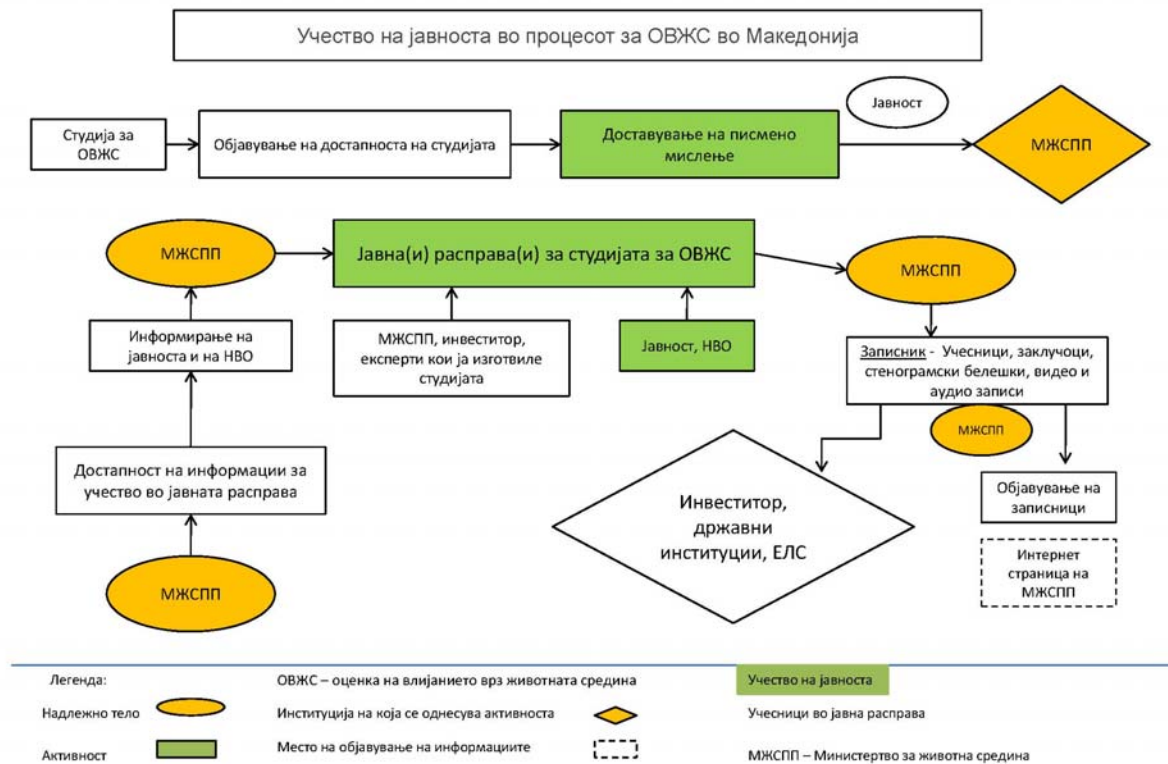 Учество на јавноста во процесот за ОВЖС во Македонија
Јавност
Студија за
ОВЖС
Објавување на достапноста на студијата
Доставување на писмено
мислење
МЖСПП
МЖСПП
Јавна(и) расправа(и) за студијата за ОВЖС
МЖСПП
Информирање на
јавноста и на НВО
МЖСПП, инвеститор,
експерти кои ја изготвиле
студијата
Јавност, НВО
Записник - Учесници, заклучоци,
стенограмски белешки, видео и
аудио записи
МЖСПП
Достапност на информации за
учество во јавната расправа
Инвеститор,
државни
институции, ЕЛС
Објавување на
записници
Интернет
страница на
МЖСПП
МЖСПП
Легенда:
ОВЖС – оценка на влијанието врз животната средина
Учество на јавноста
Надлежно тело
Институција на која се однесува активноста
Учесници во јавна расправа
Активност
Место на објавување на информациите
МЖСПП – Министертво за животна средина